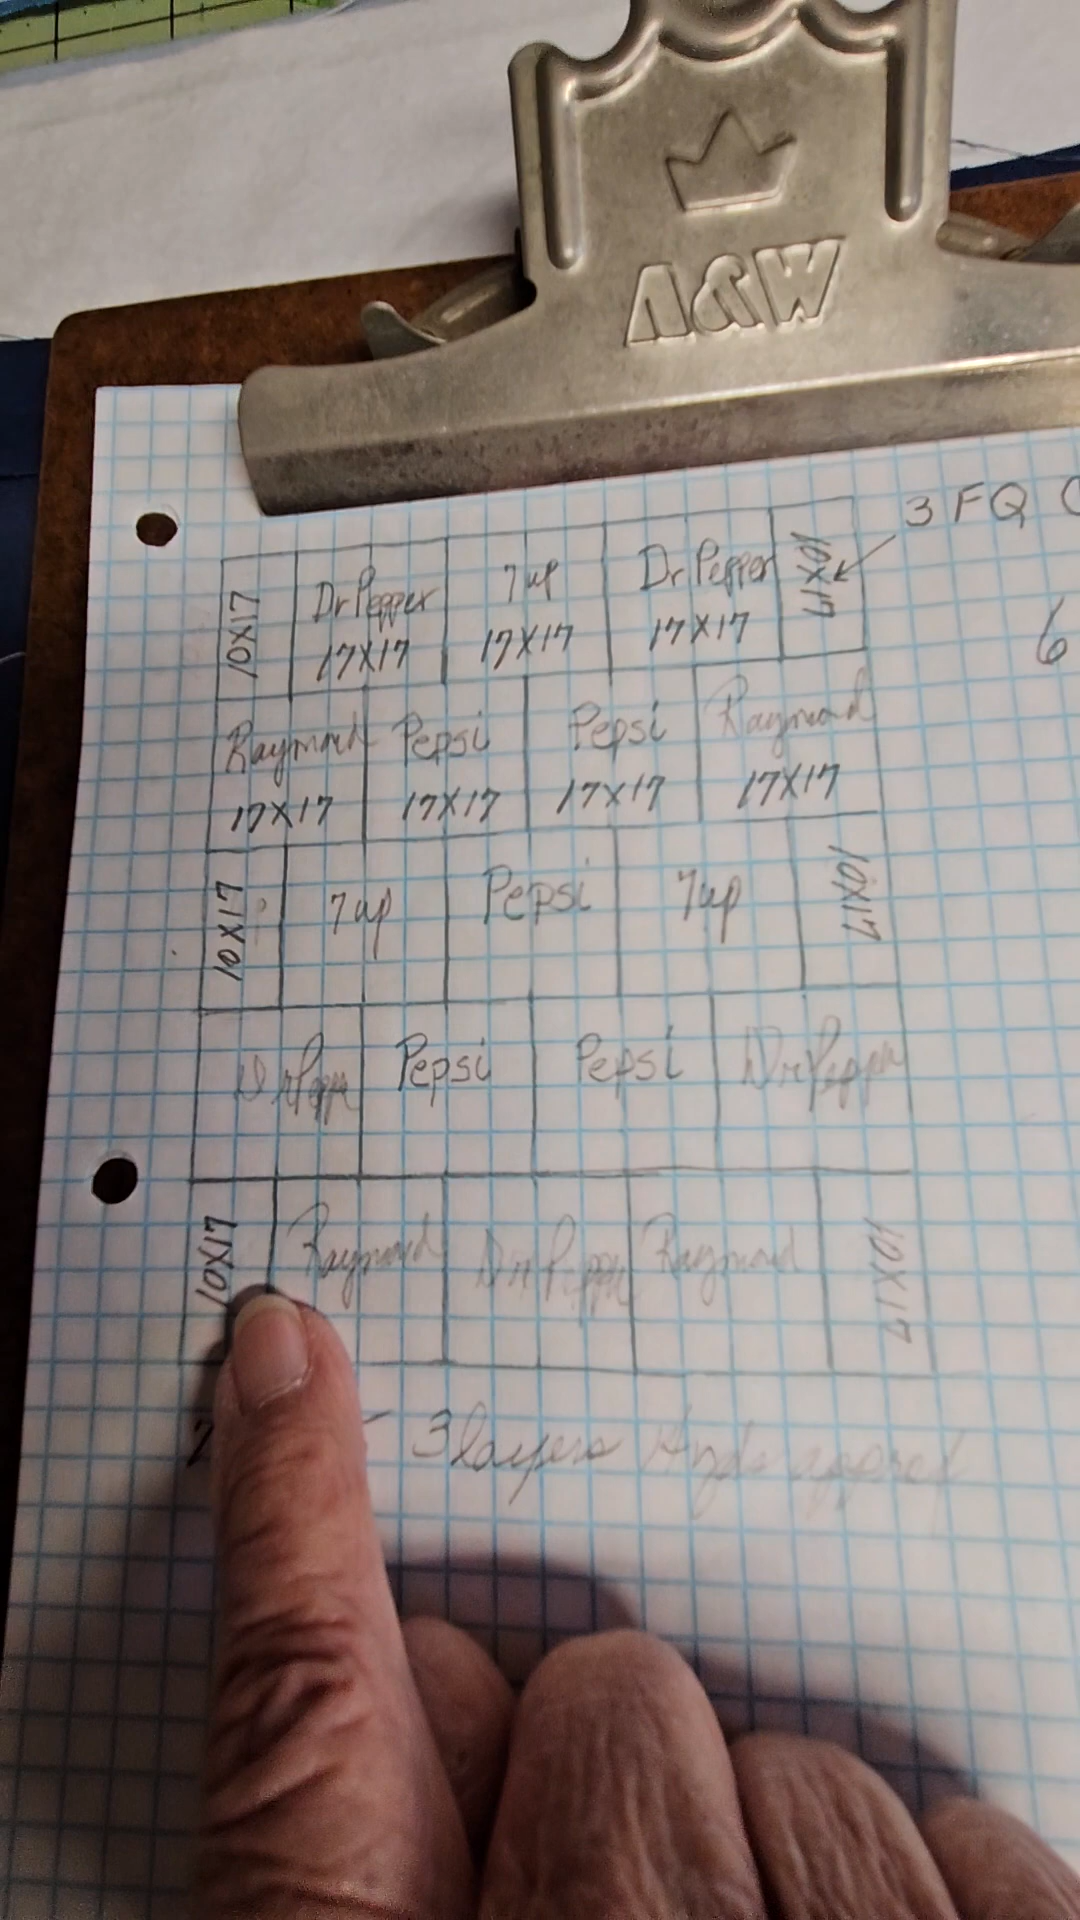 A&W
3 FQ
6
10X17 Dr Pepper 7up Dr Pepper 10X17
17X17 17X17 17X17
Raymond Pepsi Pepsi Raymond
17X17 17X17 17X17 17X17
10X17 7up Pepsi 7up 10X17
Dr Peppr Pepsi Pepsi Dr Pepper
10X17 Raymond Dr Pepper Raymond 10X17
3 layers